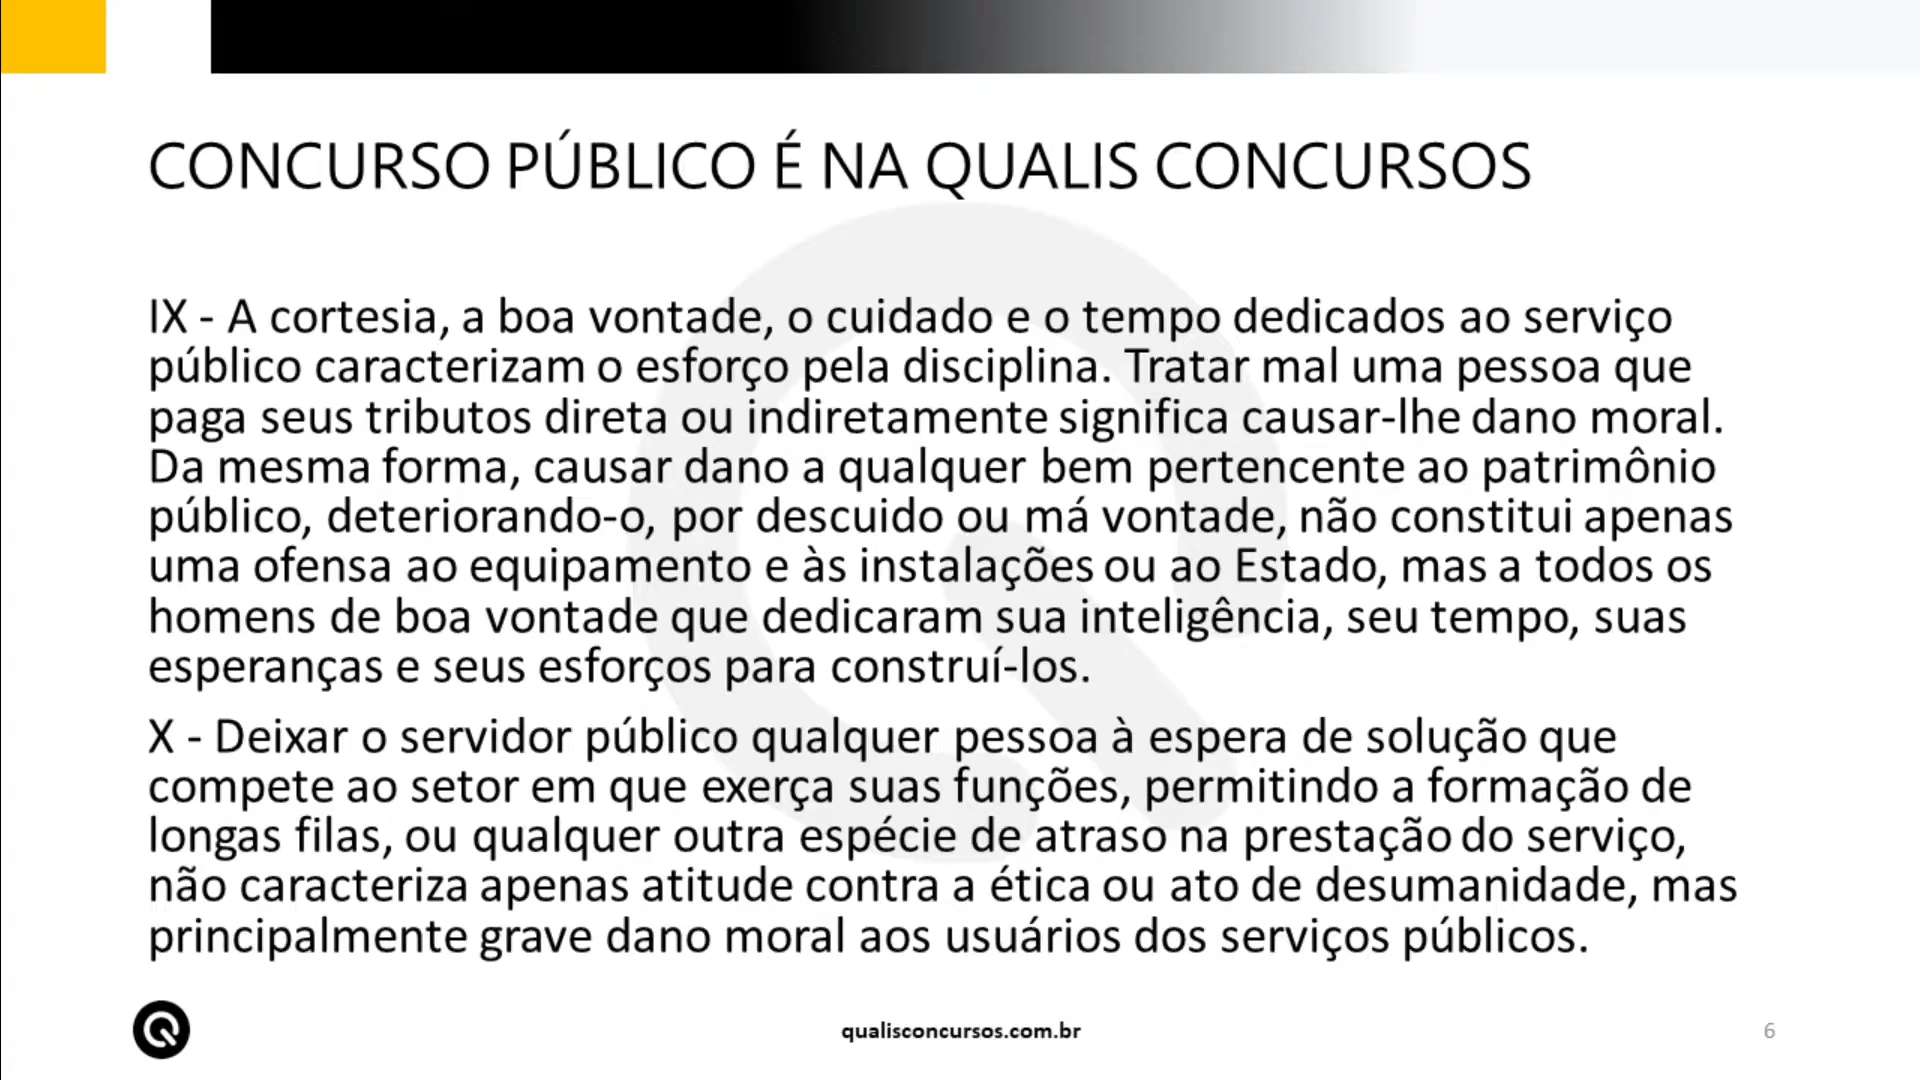 CONCURSO PÚBLICO É NA QUALIS CONCURSOS
IX - A cortesia, a boa vontade, o cuidado e o tempo dedicados ao serviço
público caracterizam o esforço pela disciplina. Tratar mal uma pessoa que
paga seus tributos direta ou indiretamente significa causar-lhe dano moral.
Da mesma forma, causar dano a qualquer bem pertencente ao patrimônio
público, deteriorando-o, por descuido ou má vontade, não constitui apenas
uma ofensa ao equipamento e às instalações ou ao Estado, mas a todos os
homens de boa vontade que dedicaram sua inteligência, seu tempo, suas
esperanças e seus esforços para construí-los.
X - Deixar o servidor público qualquer pessoa à espera de solução que
compete ao setor em que exerça suas funções, permitindo a formação de
longas filas, ou qualquer outra espécie de atraso na prestação do serviço,
não caracteriza apenas atitude contra a ética ou ato de desumanidade, mas
principalmente grave dano moral aos usuários dos serviços públicos.
qualisconcursos.com.br
6